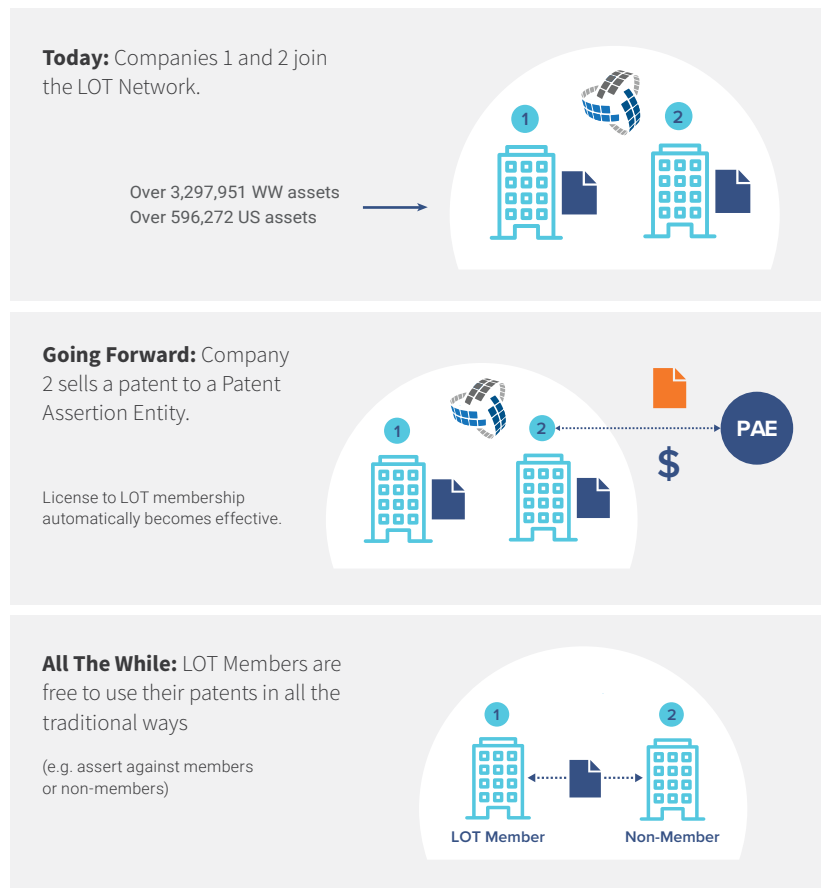 Today: Companies 1 and 2 join
the LOT Network.
1
2
Over 3,297,951 WW assets
Over 596,272 US assets
Going Forward: Company
2 sells a patent to a Patent
Assertion Entity.
1
2
PAE
$
License to LOT membership
automatically becomes effective.
All The While: LOT Members are
free to use their patents in all the
traditional ways
(e.g. assert against members
or non-members)
1
2
LOT Member
Non-Member